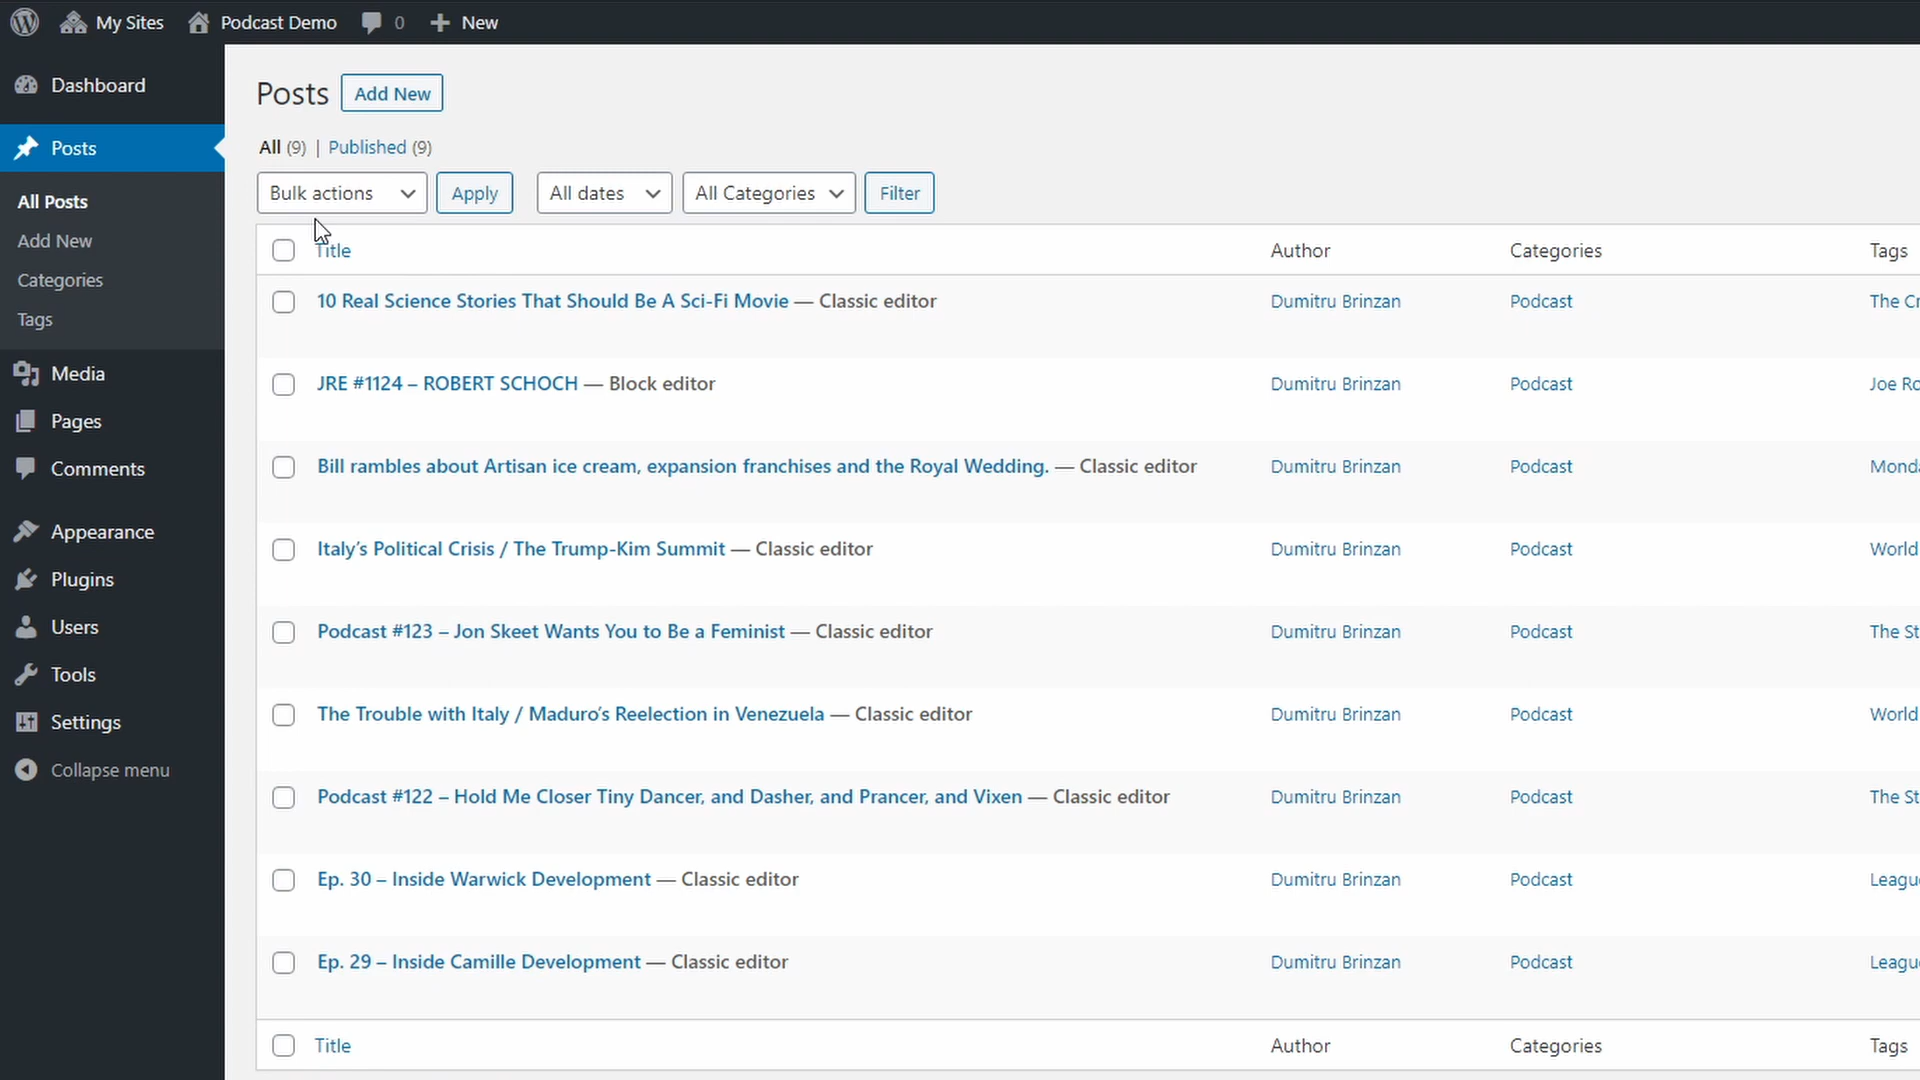 My Sites Podcast Demo 0 New
Dashboard
Posts
All Posts
Add New
Categories
Tags
Media
Pages
Comments
Appearance
Plugins
Users
Tools
Settings
Collapse menu
Posts Add New
All (9) | Published (9)
Bulk actions Apply All dates All Categories Filter
Title Author Categories Tags
10 Real Science Stories That Should Be A Sci-Fi Movie — Classic editor Dumitru Brinzan Podcast The
JRE #1124 – ROBERT SCHOCH — Block editor Dumitru Brinzan Podcast Joe
Bill rambles about Artisan ice cream, expansion franchises and the Royal Wedding. — Classic editor Dumitru Brinzan Podcast
Italy’s Political Crisis / The Trump-Kim Summit — Classic editor Dumitru Brinzan Podcast World
Podcast #123 – Jon Skeet Wants You to Be a Feminist — Classic editor Dumitru Brinzan Podcast The
The Trouble with Italy / Maduro’s Reelection in Venezuela — Classic editor Dumitru Brinzan Podcast World
Podcast #122 – Hold Me Closer Tiny Dancer, and Dasher, and Prancer, and Vixen — Classic editor Dumitru Brinzan Podcast The
Ep. 30 – Inside Warwick Development — Classic editor Dumitru Brinzan Podcast
Ep. 29 – Inside Camille Development — Classic editor Dumitru Brinzan Podcast
Title Author Categories Tags